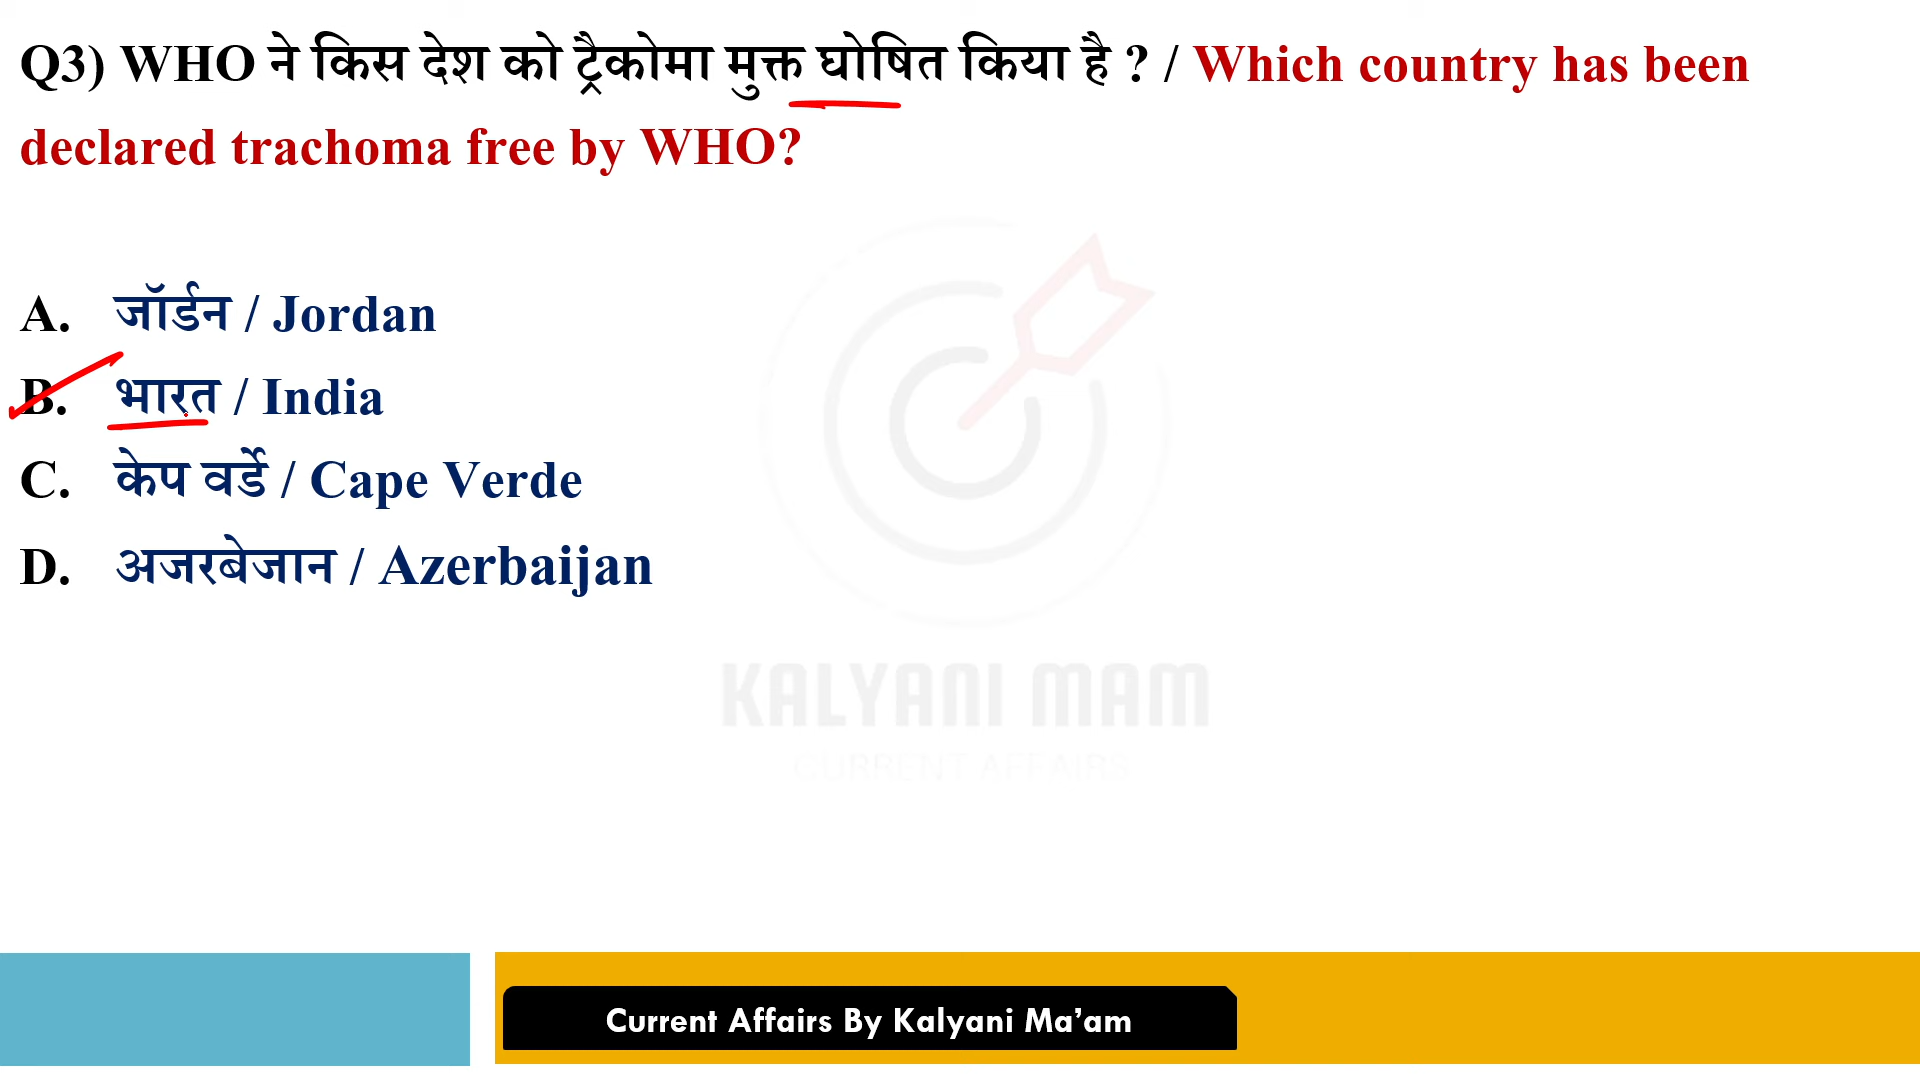 Q3) WHO ने किस देश को ट्रैकोमा मुक्त घोषित किया है ? / Which country has been
declared trachoma free by WHO?
A. जॉर्डन / Jordan
B. भारत / India
C. केप वर्डे / Cape Verde
D. अजरबेजान / Azerbaijan
KALYANI MAM
CURRENT AFFAIRS
Current Affairs By Kalyani Ma’am